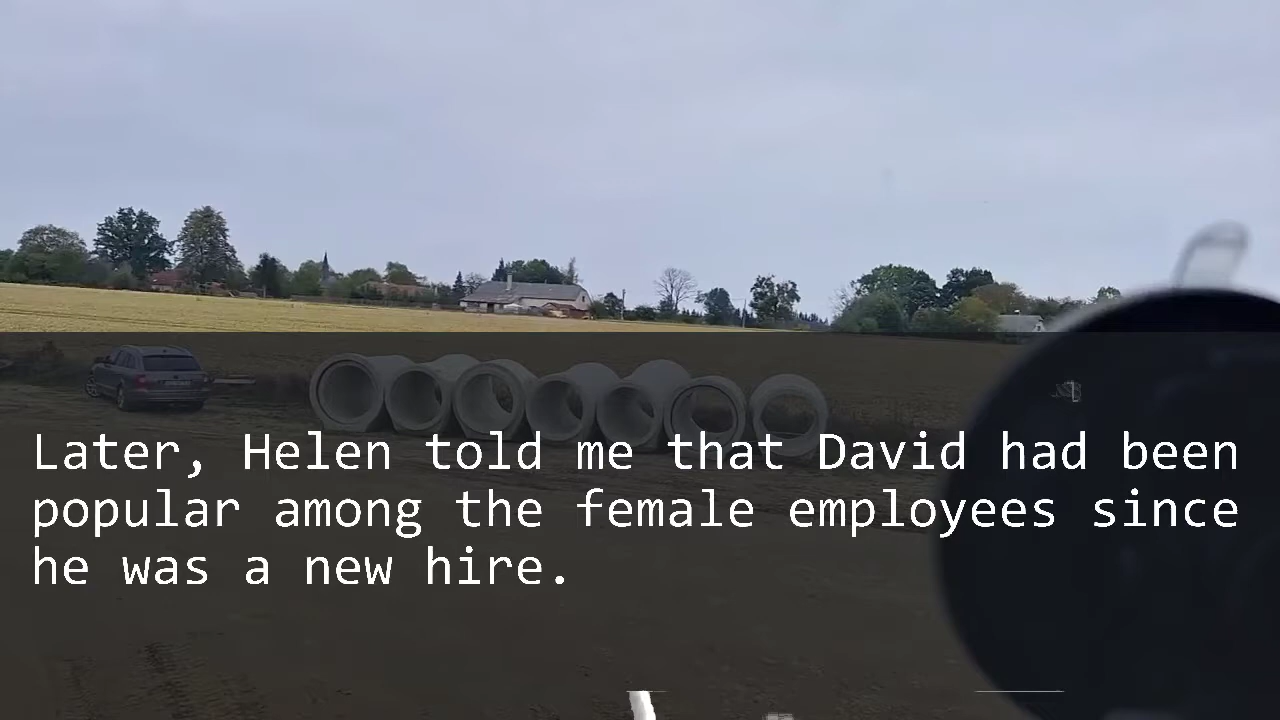 Later, Helen told me that David had been
popular among the female employees since
he was a new hire.